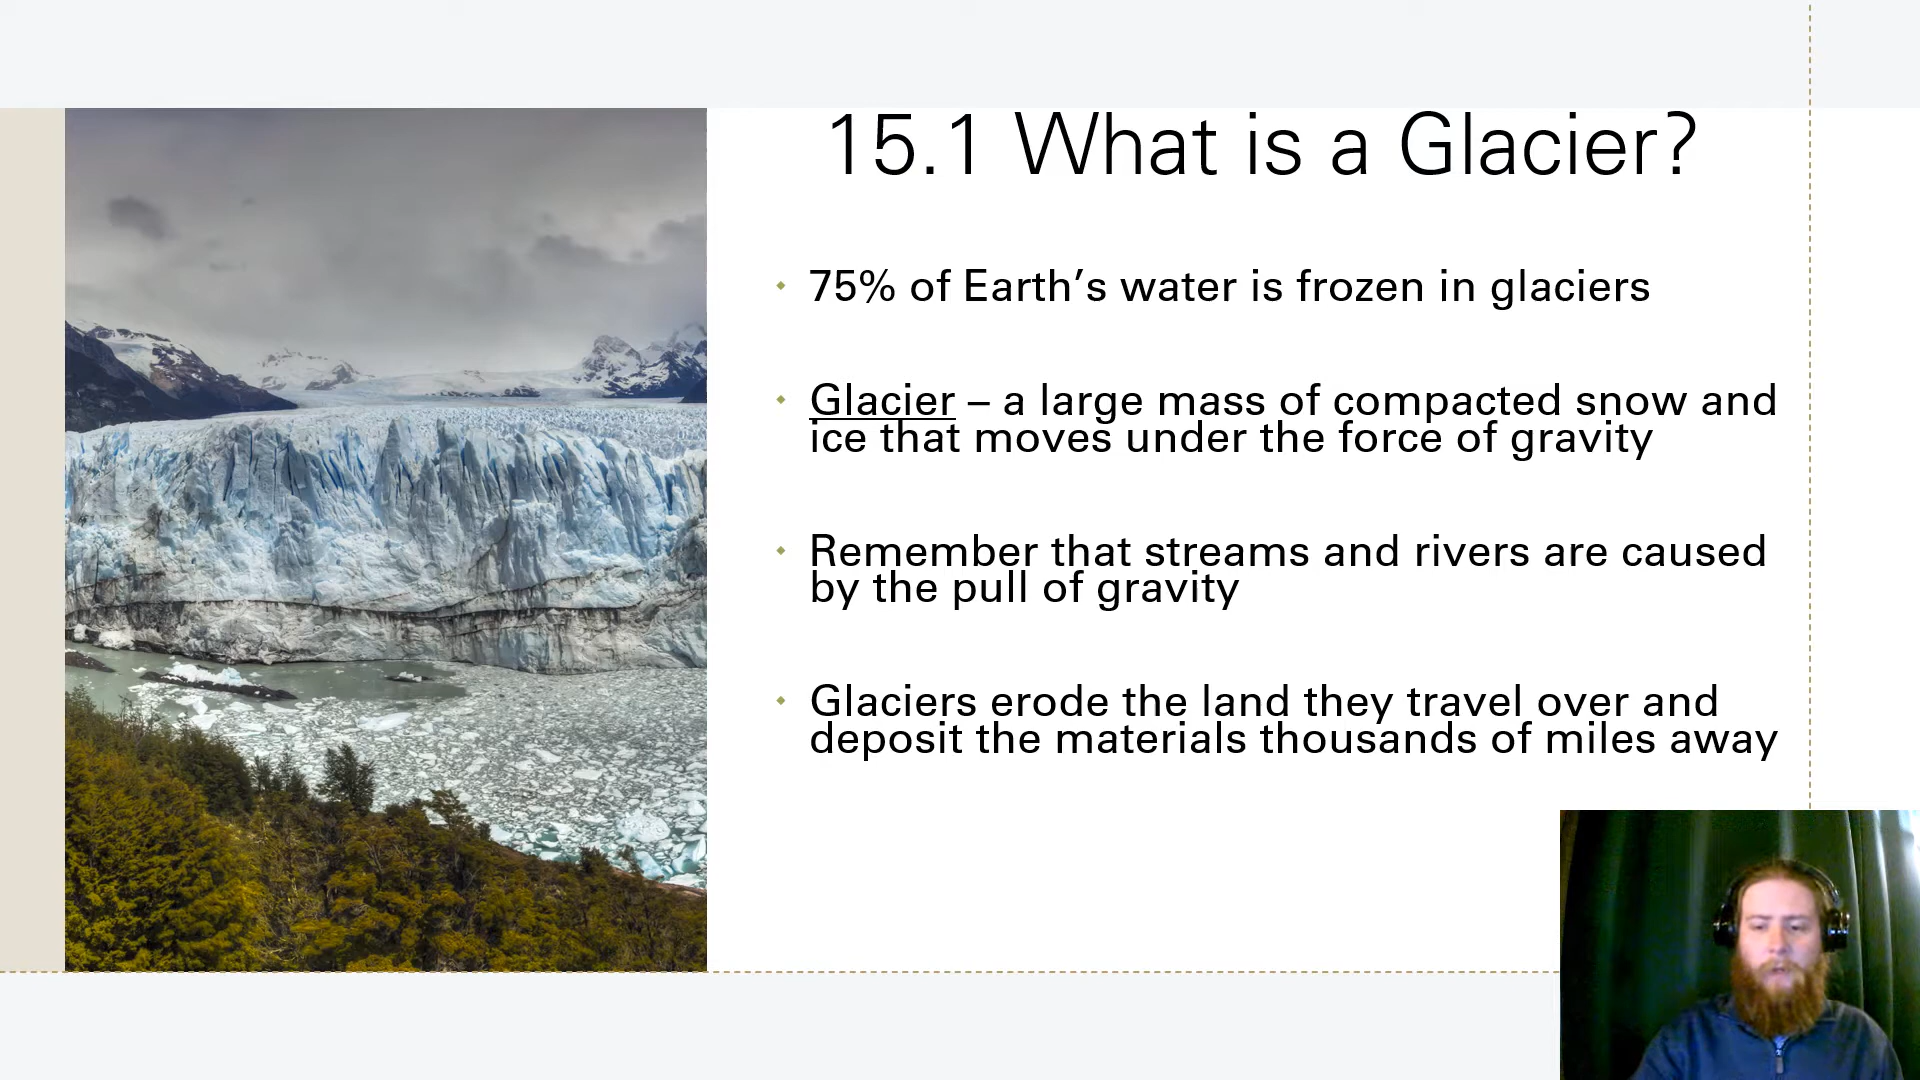 15.1 What is a Glacier?
75% of Earth’s water is frozen in glaciers
Glacier – a large mass of compacted snow and
ice that moves under the force of gravity
Remember that streams and rivers are caused
by the pull of gravity
Glaciers erode the land they travel over and
deposit the materials thousands of miles away